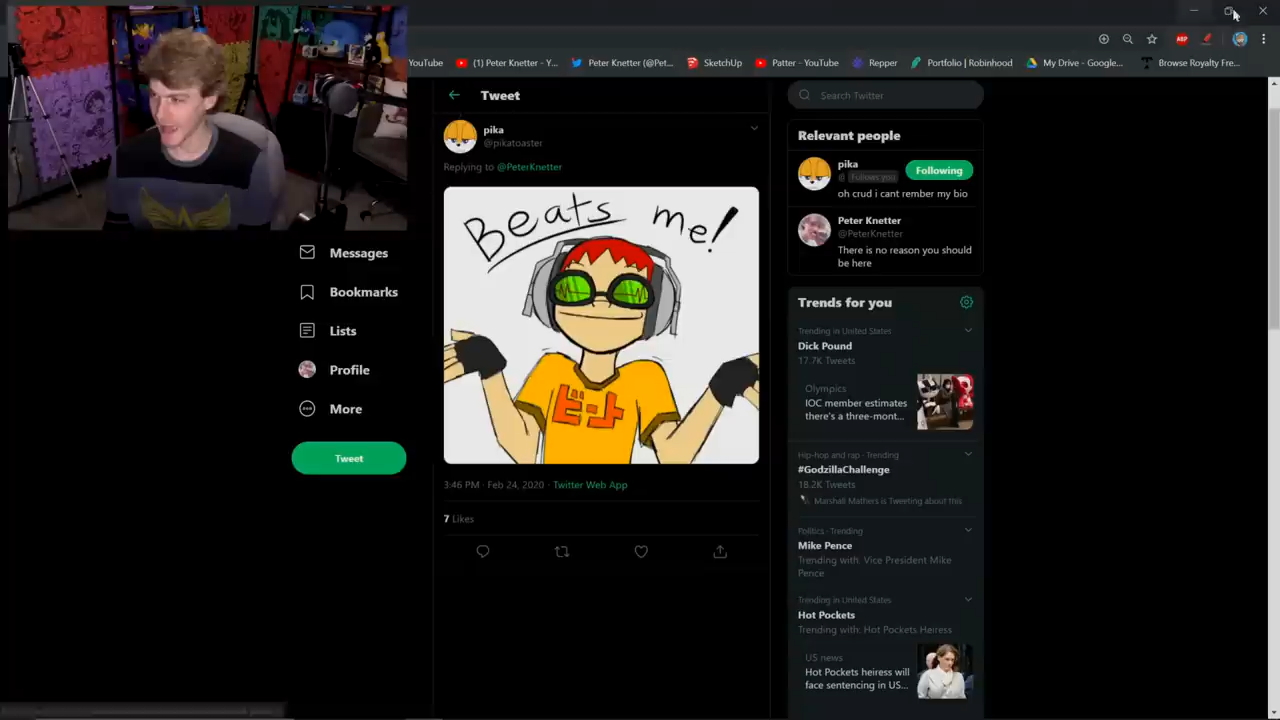 YouTube
(1) Peter Knetter - Y...
Peter Knetter (@Pet...
SketchUp
Patter - YouTube
Repper
Portfolio | Robinhood
My Drive - Google...
Browse Royalty Fre...
ABP
Tweet
Search Twitter
pika
@pikatoaster
Replying to @PeterKnetter
Beats me!
ビート
3:46 PM · Feb 24, 2020 · Twitter Web App
7 Likes
Messages
Bookmarks
Lists
Profile
More
Tweet
Relevant people
pika
@ Follows you
Following
oh crud i cant rember my bio
Peter Knetter
@PeterKnetter
There is no reason you should
be here
Trends for you
Trending in United States
Dick Pound
17.7K Tweets
Olympics
IOC member estimates
there's a three-mont...
Hip-hop and rap · Trending
#GodzillaChallenge
18.2K Tweets
Marshall Mathers is Tweeting about this
Politics · Trending
Mike Pence
Trending with: Vice President Mike
Pence
Trending in United States
Hot Pockets
Trending with: Hot Pockets Heiress
US news
Hot Pockets heiress will
face sentencing in US...